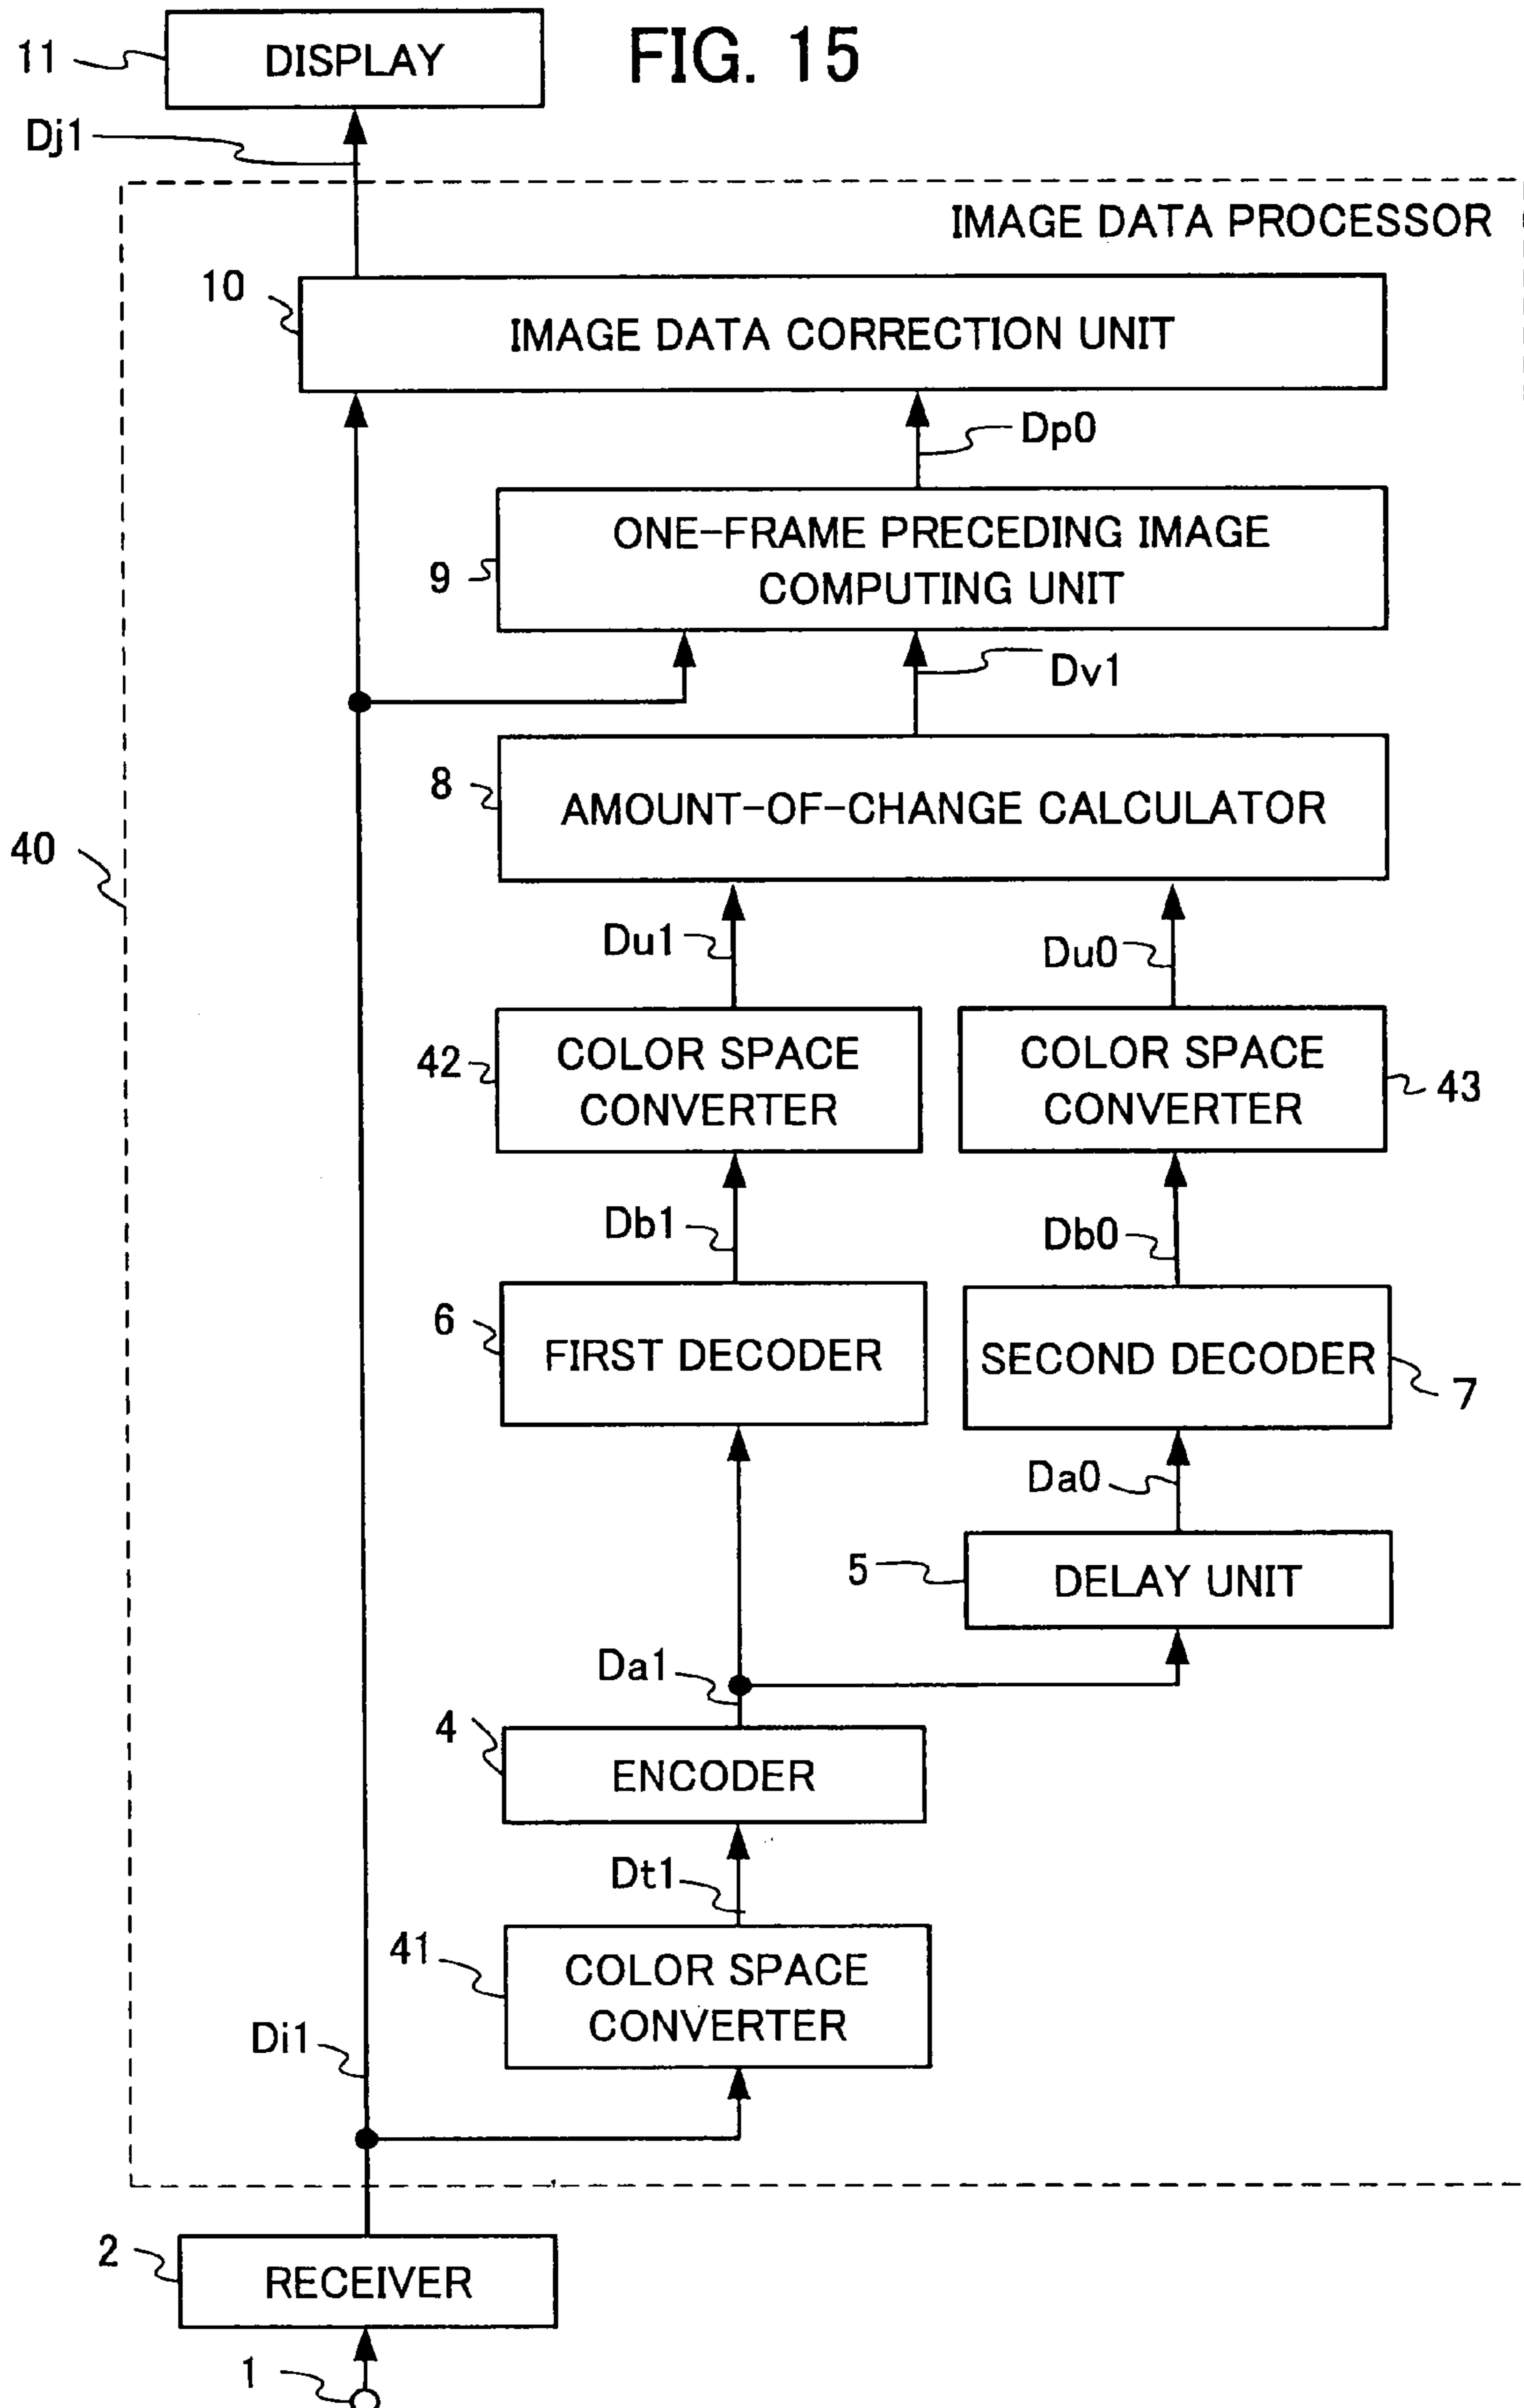 FIG. 15
11
DISPLAY
Dj1
IMAGE DATA PROCESSOR
10
IMAGE DATA CORRECTION UNIT
Dp0
9
ONE-FRAME PRECEDING IMAGE
COMPUTING UNIT
Dv1
8
AMOUNT-OF-CHANGE CALCULATOR
40
Du1
Du0
42
COLOR SPACE
CONVERTER
COLOR SPACE
CONVERTER
43
Db1
Db0
6
FIRST DECODER
SECOND DECODER
7
Da0
5
DELAY UNIT
Da1
4
ENCODER
Dt1
41
COLOR SPACE
CONVERTER
Di1
2
RECEIVER
1